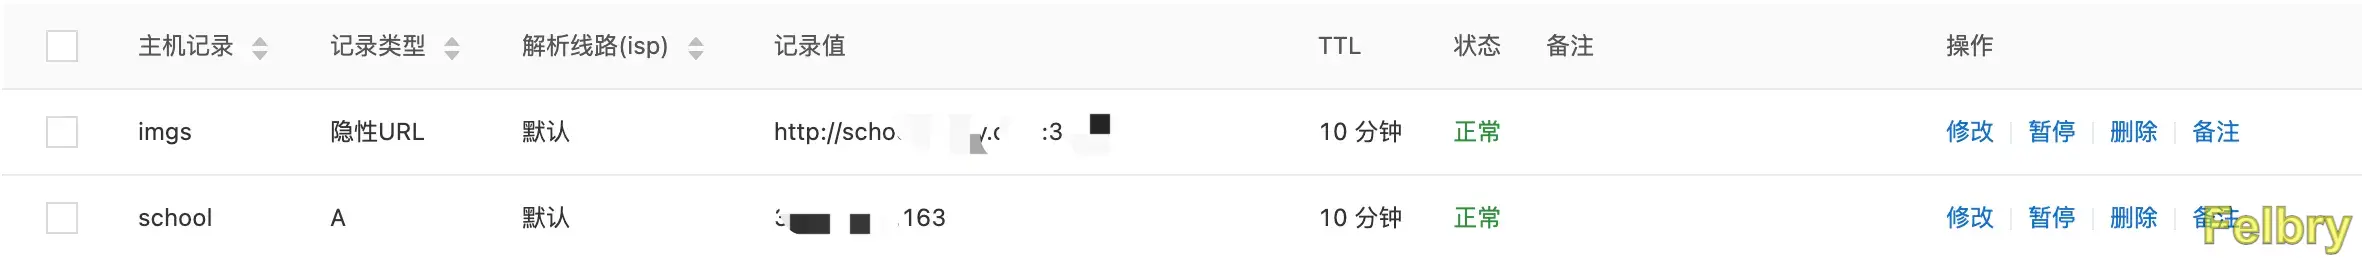 主机记录 记录类型 解析线路(isp) 记录值 TTL 状态 备注 操作
imgs 隐性URL 默认 http://scho :3 10 分钟 正常 修改 暂停 删除 备注
school A 默认 .163 10 分钟 正常 修改 暂停 删除 备注
Felbry